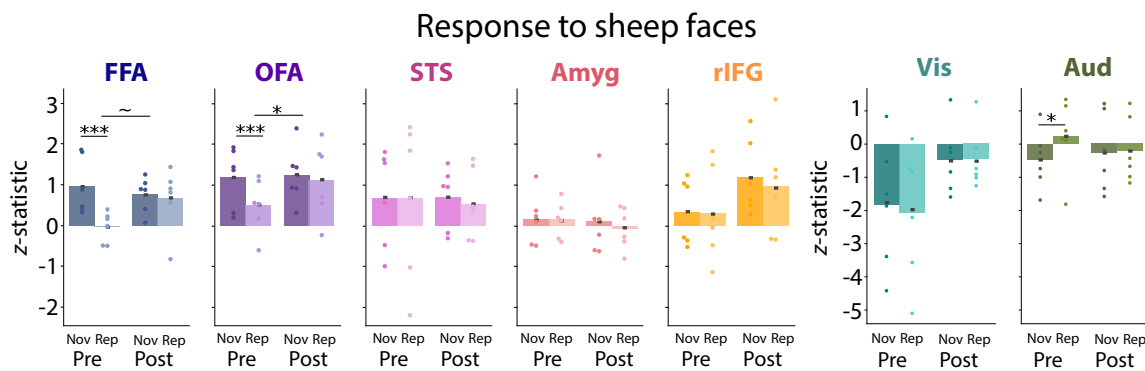 Response to sheep faces
FFA OFA STS Amyg rIFG Vis Aud
z-statistic
3
2
1
0
-1
-2
*** ~
*** *
z-statistic
1
0
-1
-2
-3
-4
-5
*
Nov Rep Nov Rep Nov Rep Nov Rep Nov Rep Nov Rep Nov Rep Nov Rep Nov Rep Nov Rep Nov Rep Nov Rep Nov Rep Nov Rep
Pre Post Pre Post Pre Post Pre Post Pre Post Pre Post Pre Post